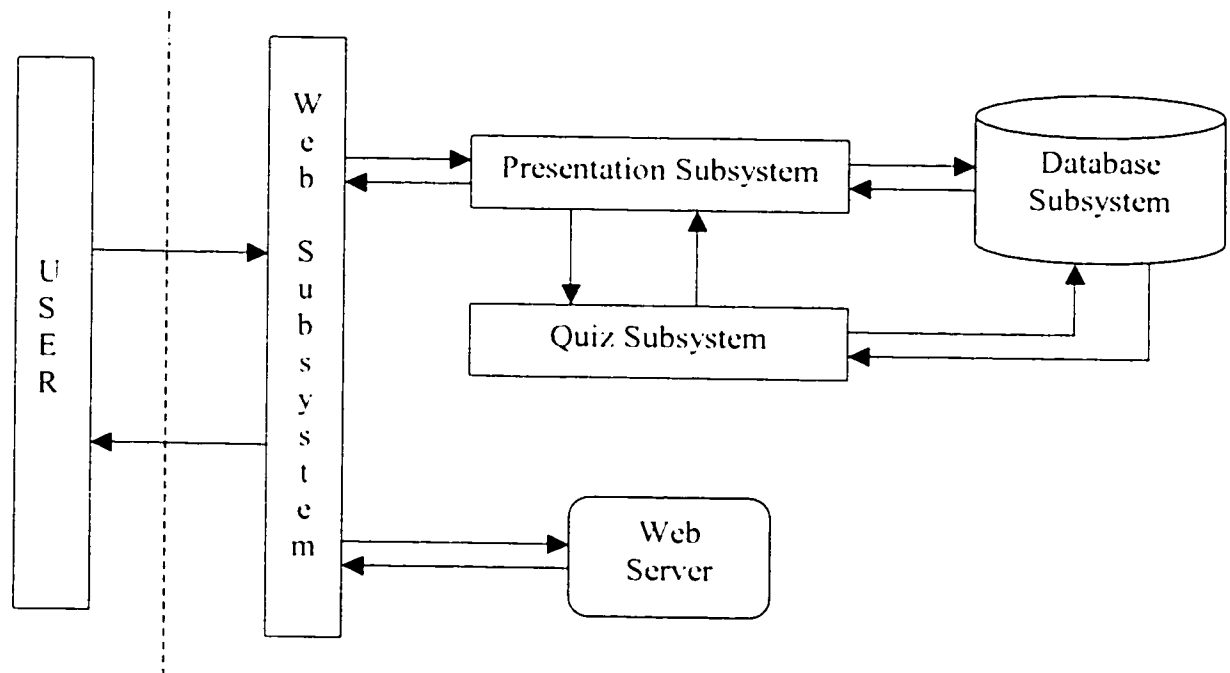 USER
Web Subsystem
Presentation Subsystem
Database
Subsystem
Quiz Subsystem
Web
Server